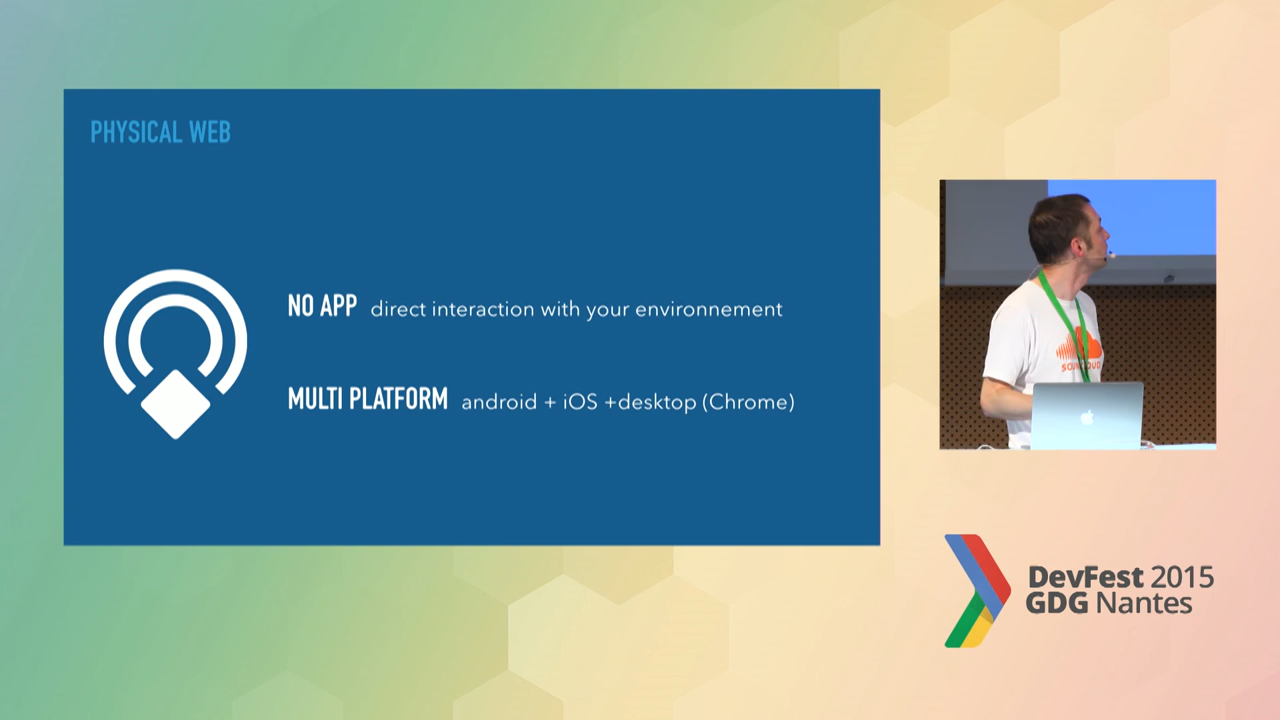 PHYSICAL WEB
NO APP direct interaction with your environnement
MULTI PLATFORM android + iOS +desktop (Chrome)
DevFest 2015
GDG Nantes